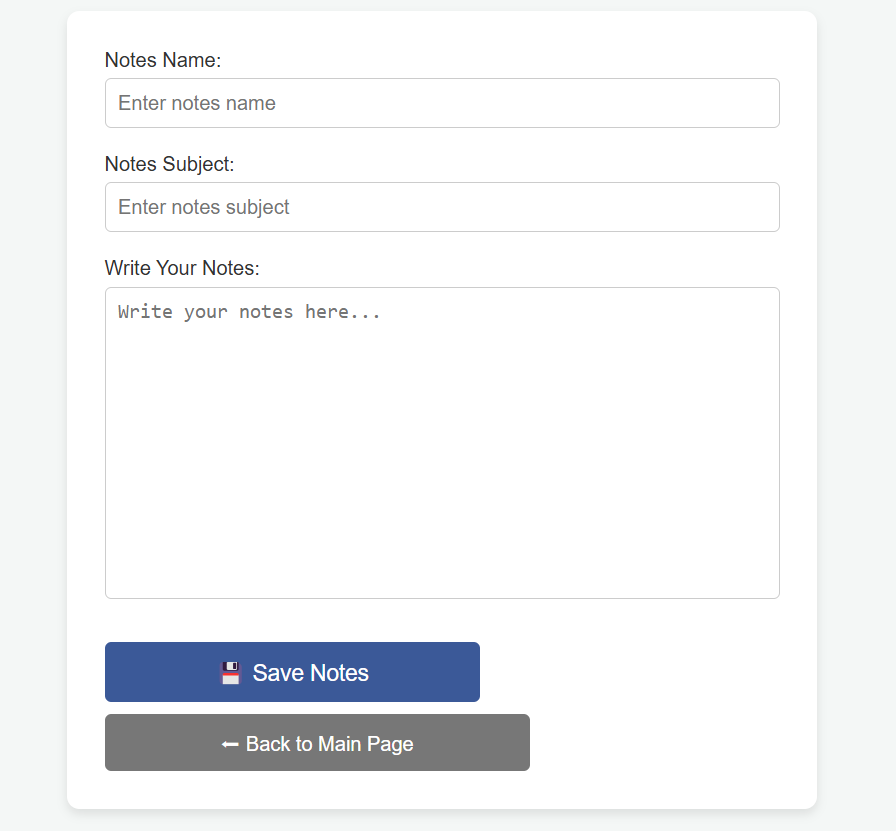 Notes Name:
Enter notes name
Notes Subject:
Enter notes subject
Write Your Notes:
Write your notes here...
💾 Save Notes
⬅ Back to Main Page